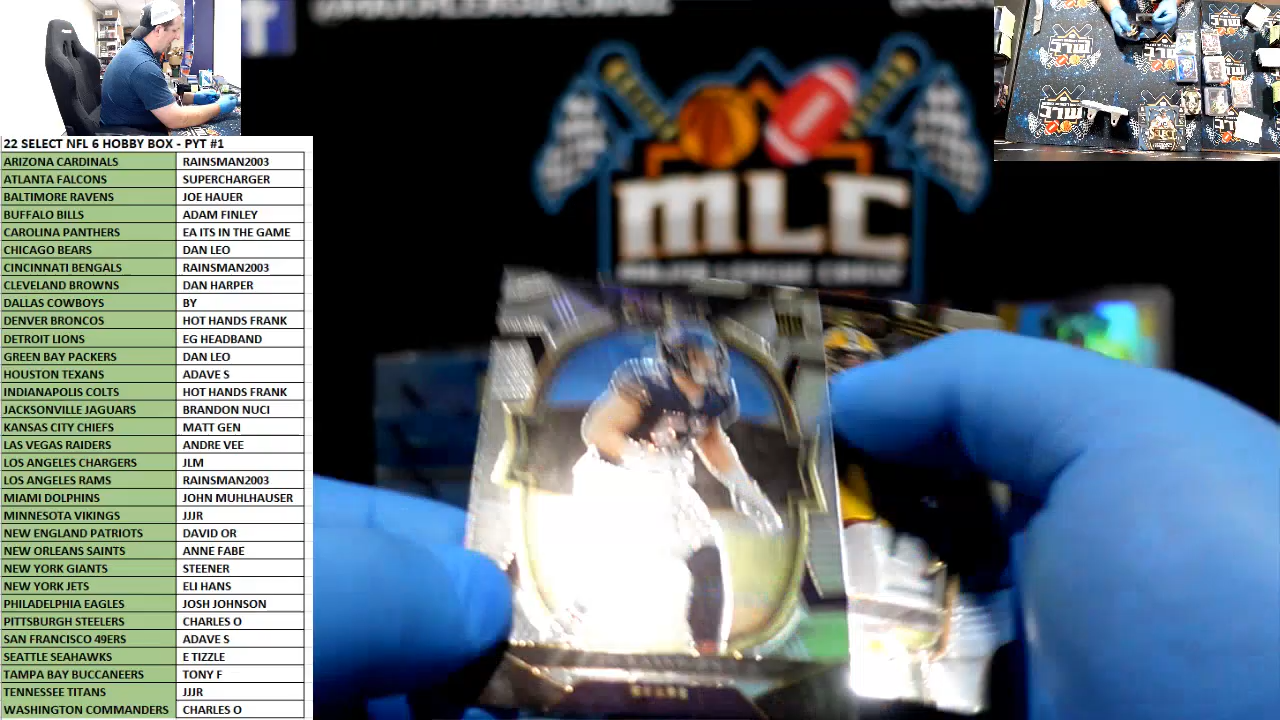 22 SELECT NFL 6 HOBBY BOX - PYT #1
ARIZONA CARDINALS RAINSMAN2003
ATLANTA FALCONS SUPERCHARGER
BALTIMORE RAVENS JOE HAUER
BUFFALO BILLS ADAM FINLEY
CAROLINA PANTHERS EA ITS IN THE GAME
CHICAGO BEARS DAN LEO
CINCINNATI BENGALS RAINSMAN2003
CLEVELAND BROWNS DAN HARPER
DALLAS COWBOYS BY
DENVER BRONCOS HOT HANDS FRANK
DETROIT LIONS EG HEADBAND
GREEN BAY PACKERS DAN LEO
HOUSTON TEXANS ADAVE S
INDIANAPOLIS COLTS HOT HANDS FRANK
JACKSONVILLE JAGUARS BRANDON NUCI
KANSAS CITY CHIEFS MATT GEN
LAS VEGAS RAIDERS ANDRE VEE
LOS ANGELES CHARGERS JLM
LOS ANGELES RAMS RAINSMAN2003
MIAMI DOLPHINS JOHN MUHLHAUSER
MINNESOTA VIKINGS JJJR
NEW ENGLAND PATRIOTS DAVID OR
NEW ORLEANS SAINTS ANNE FABE
NEW YORK GIANTS STEENER
NEW YORK JETS ELI HANS
PHILADELPHIA EAGLES JOSH JOHNSON
PITTSBURGH STEELERS CHARLES O
SAN FRANCISCO 49ERS ADAVE S
SEATTLE SEAHAWKS E TIZZLE
TAMPA BAY BUCCANEERS TONY F
TENNESSEE TITANS JJJR
WASHINGTON COMMANDERS CHARLES O
MLC
BEARS